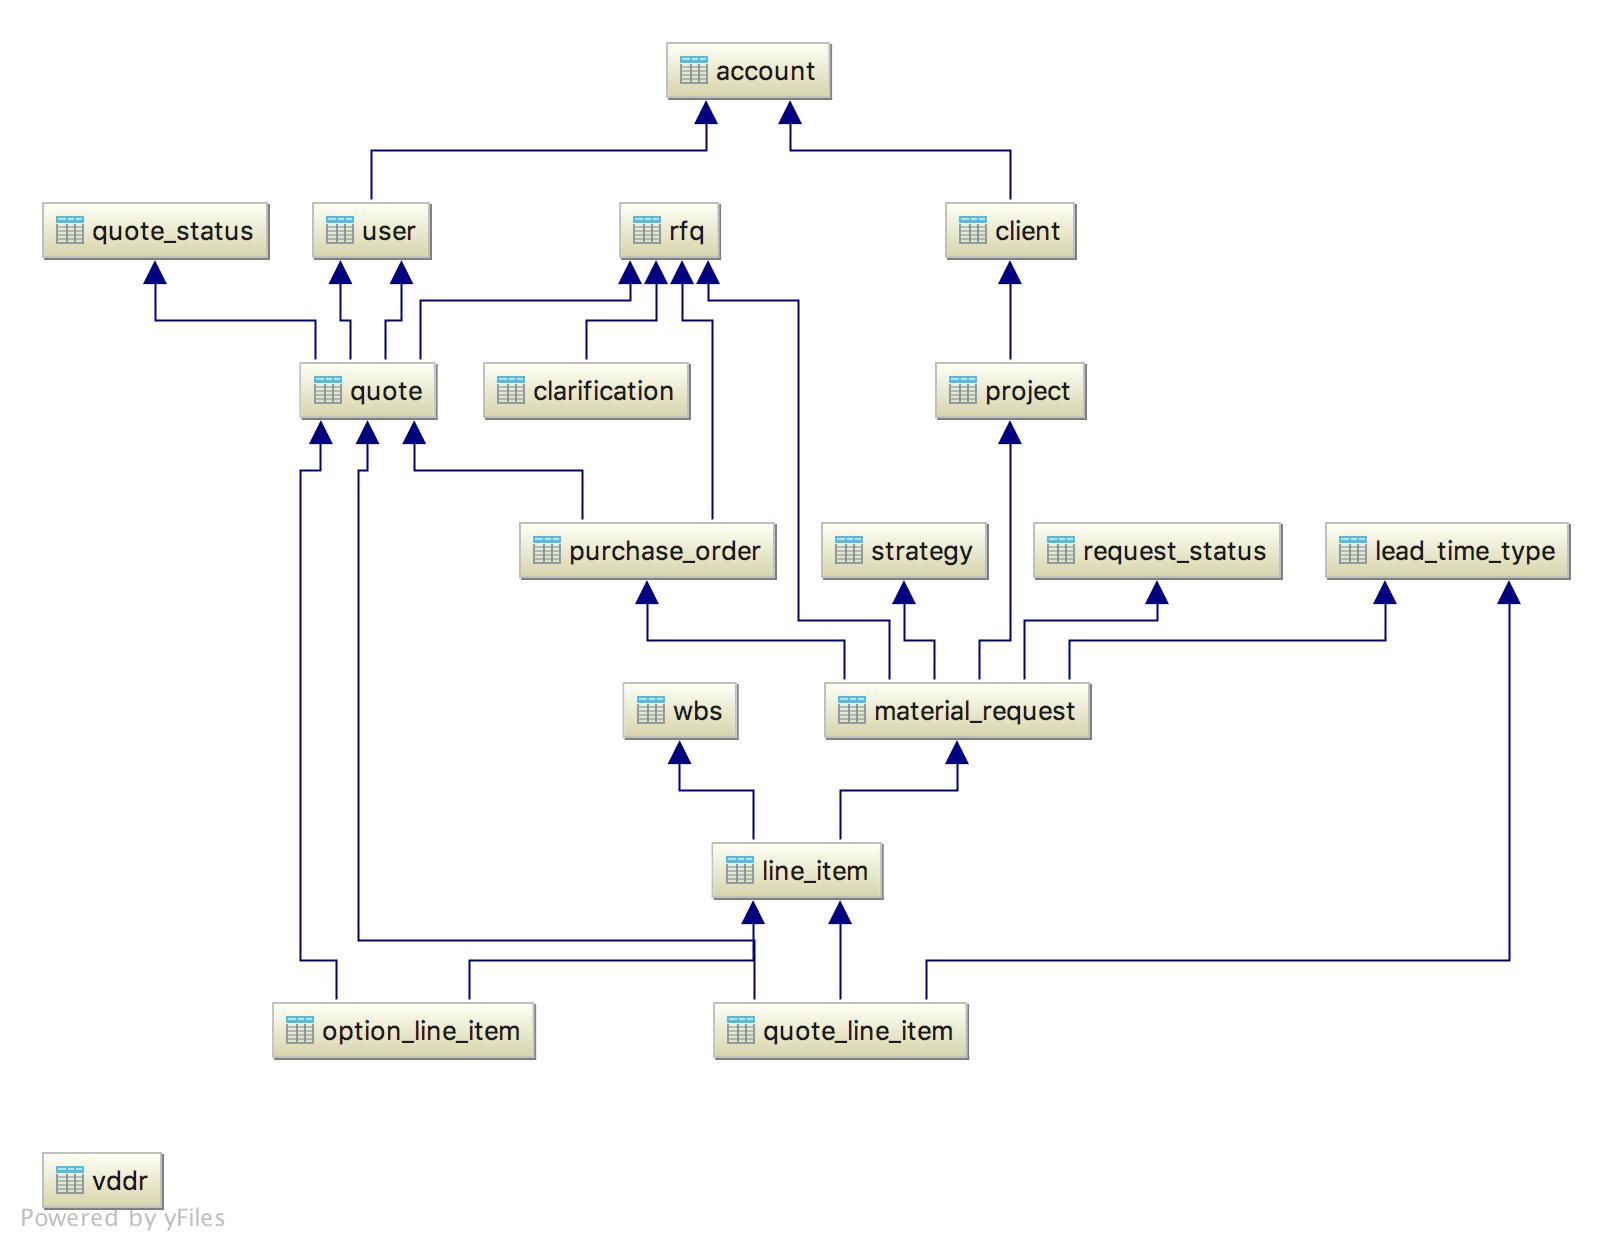 account
quote_status
user
rfq
client
quote
clarification
project
purchase_order
strategy
request_status
lead_time_type
wbs
material_request
line_item
option_line_item
quote_line_item
vddr
Powered by yFiles